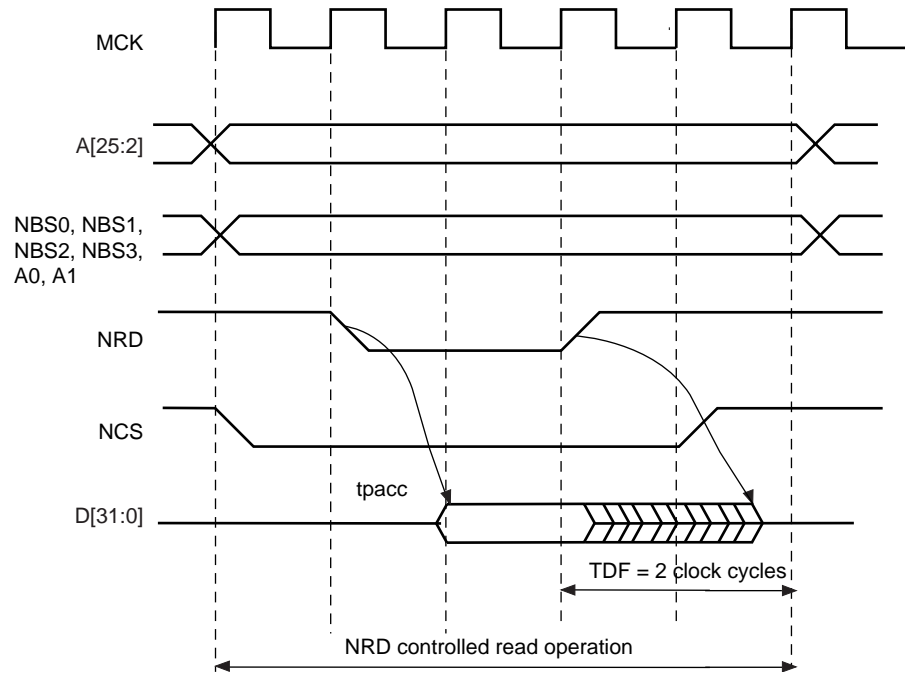 MCK
A[25:2]
NBS0, NBS1,
NBS2, NBS3,
A0, A1
NRD
NCS
tpacc
D[31:0]
TDF = 2 clock cycles
NRD controlled read operation